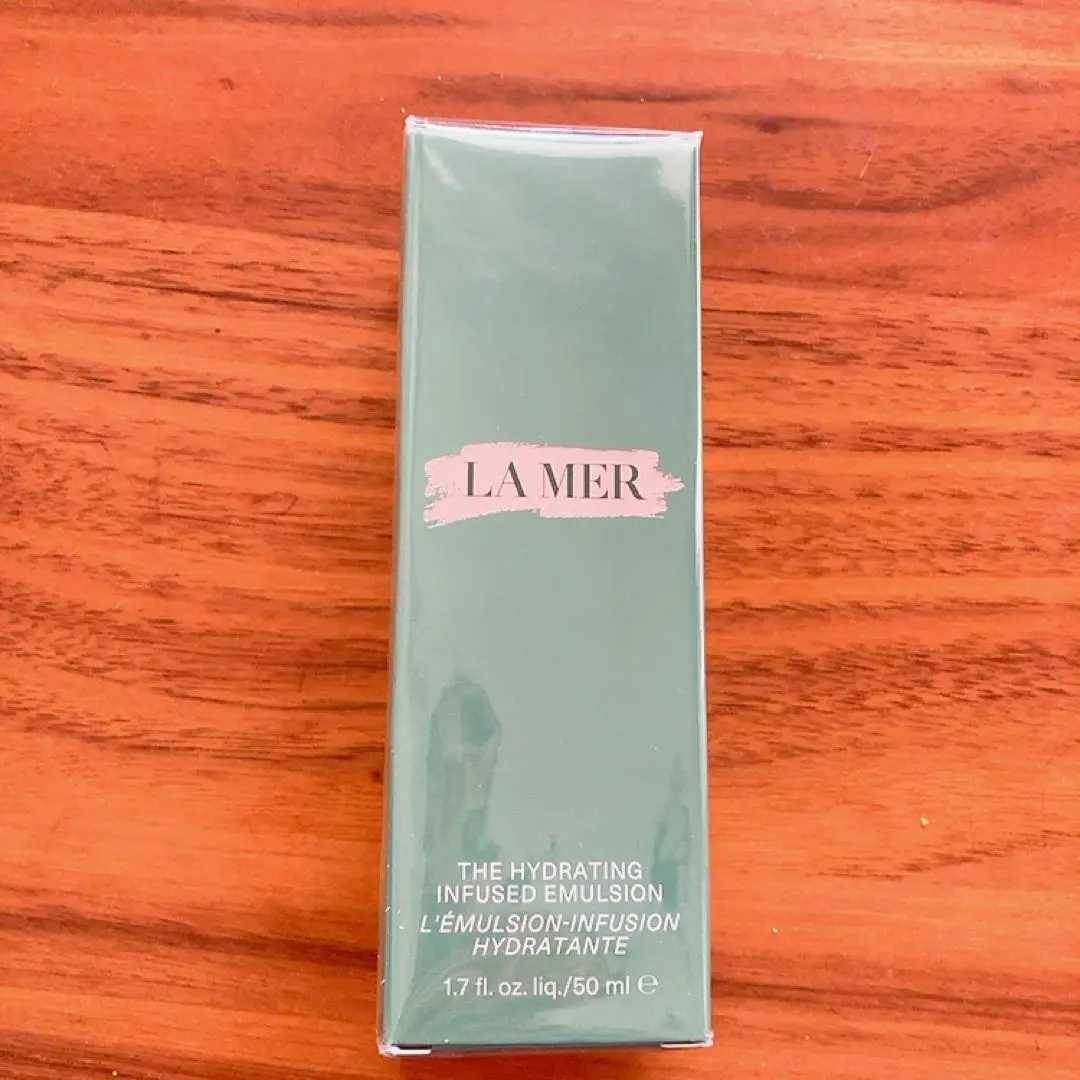 LA MER
THE HYDRATING
INFUSED EMULSION
L'ÉMULSION-INFUSION
HYDRATANTE
1.7 fl. oz. liq./50 ml ℮